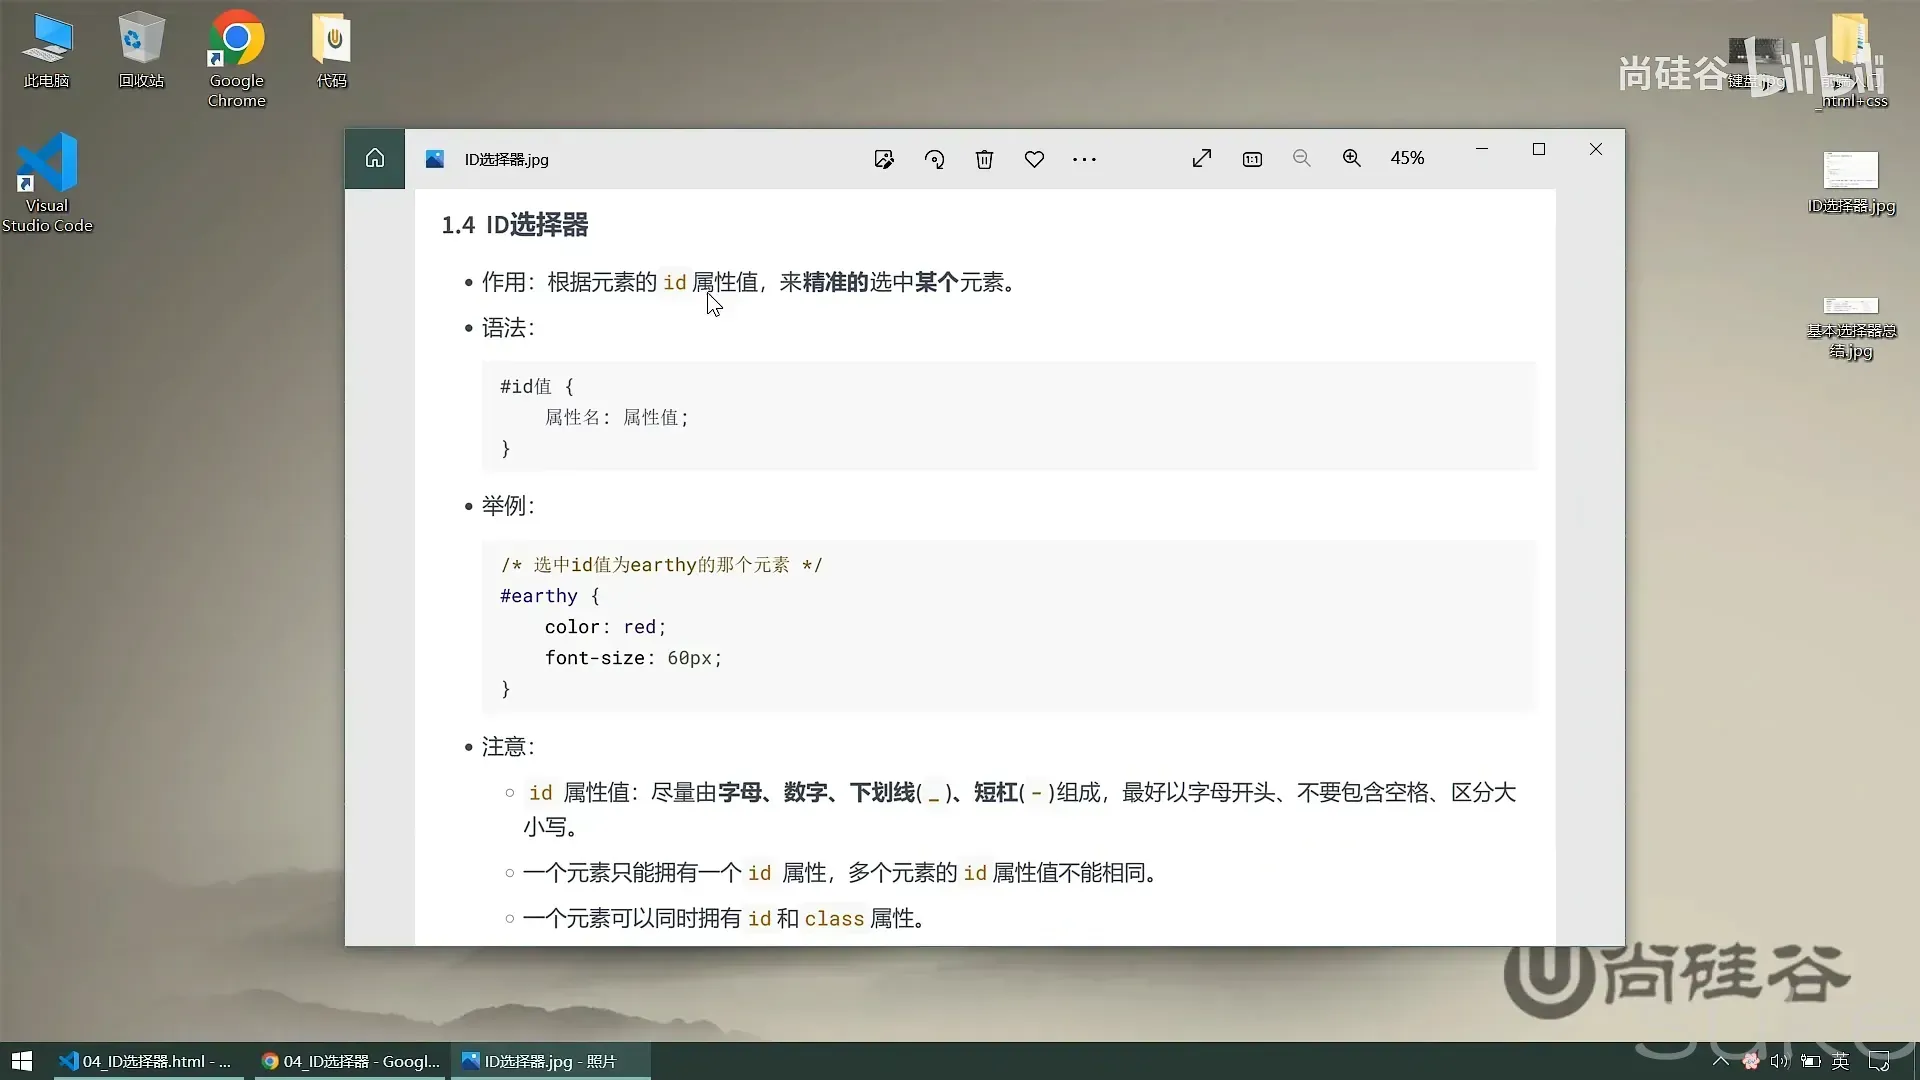 此电脑
回收站
Google Chrome
代码
Visual Studio Code
尚硅谷
bilibili
键盘.jpg
_html+css
ID选择器.jpg
基本选择器总
结.jpg
ID选择器.jpg
45%
1.4 ID选择器
作用：根据元素的 id 属性值，来精准的选中某个元素。
语法：
#id值 {
属性名: 属性值;
}
举例：
/* 选中id值为earthy的那个元素 */
#earthy {
color: red;
font-size: 60px;
}
注意：
id 属性值：尽量由字母、数字、下划线( _ )、短杠( - )组成，最好以字母开头、不要包含空格、区分大
小写。
一个元素只能拥有一个 id 属性，多个元素的 id 属性值不能相同。
一个元素可以同时拥有 id 和 class 属性。
尚硅谷
04_ID选择器.html - ...
04_ID选择器 - Googl...
ID选择器.jpg - 照片
英